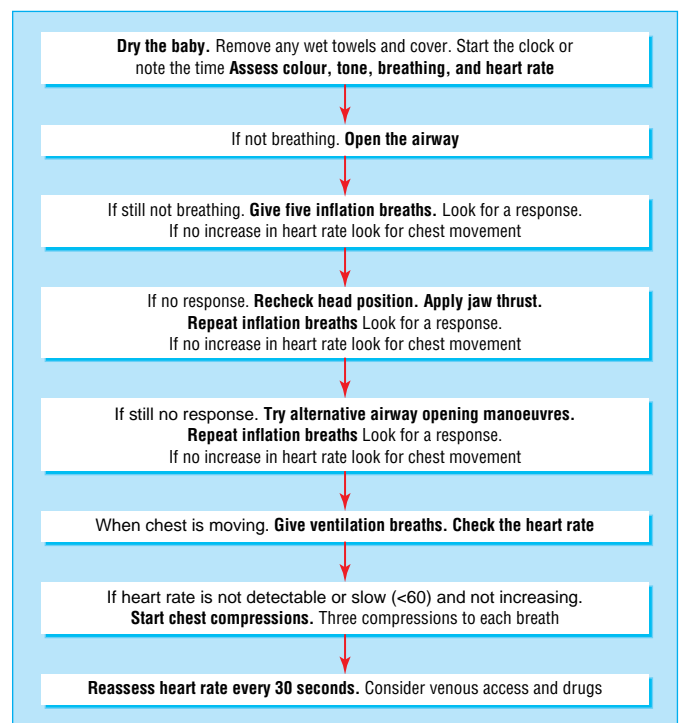 Dry the baby. Remove any wet towels and cover. Start the clock or
note the time Assess colour, tone, breathing, and heart rate
If not breathing. Open the airway
If still not breathing. Give five inflation breaths. Look for a response.
If no increase in heart rate look for chest movement
If no response. Recheck head position. Apply jaw thrust.
Repeat inflation breaths Look for a response.
If no increase in heart rate look for chest movement
If still no response. Try alternative airway opening manoeuvres.
Repeat inflation breaths Look for a response.
If no increase in heart rate look for chest movement
When chest is moving. Give ventilation breaths. Check the heart rate
If heart rate is not detectable or slow (<60) and not increasing.
Start chest compressions. Three compressions to each breath
Reassess heart rate every 30 seconds. Consider venous access and drugs